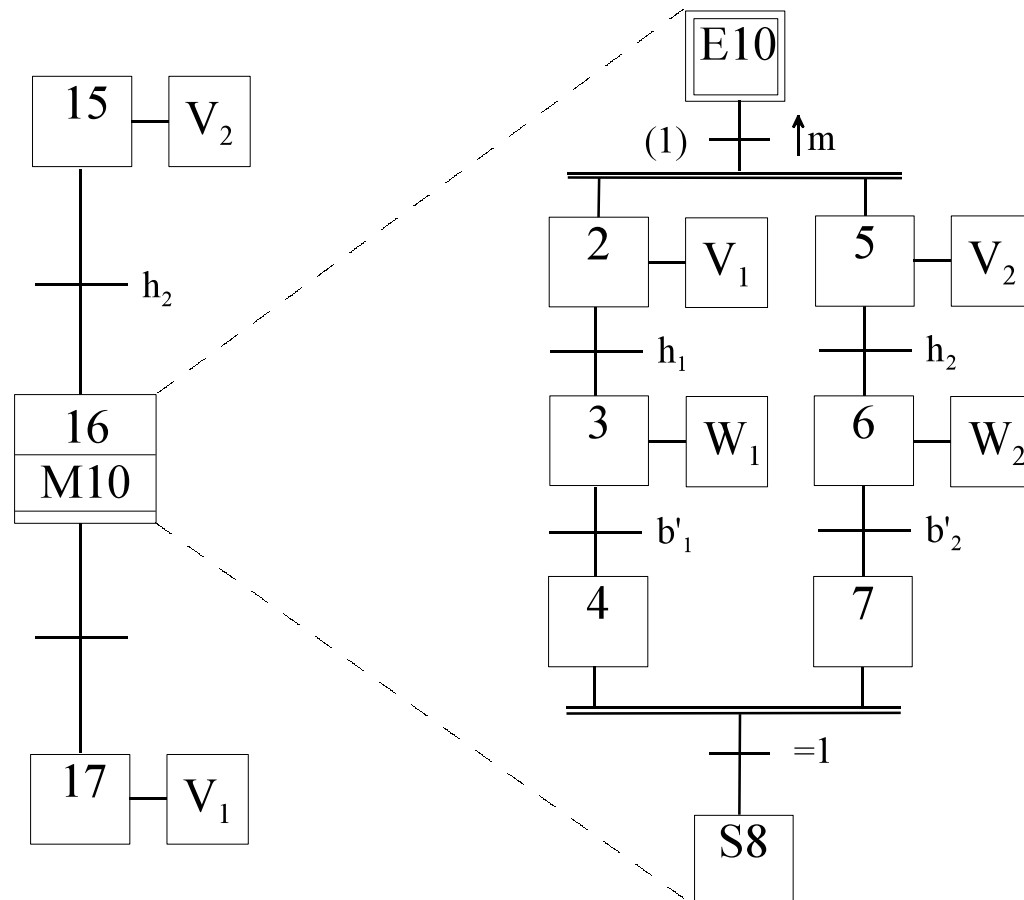 15
V₂
h₂
16
M10
17
V₁
E10
(1)
↑m
2
V₁
5
V₂
h₁
h₂
3
W₁
6
W₂
b'₁
b'₂
4
7
=1
S8